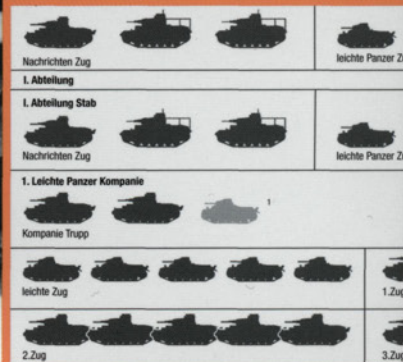 Nachrichten Zug
leichte Panzer Z
I. Abteilung
I. Abteilung Stab
Nachrichten Zug
leichte Panzer Z
1. Leichte Panzer Kompanie
1
Kompanie Trupp
leichte Zug
1.Zug
2.Zug
3.Zug